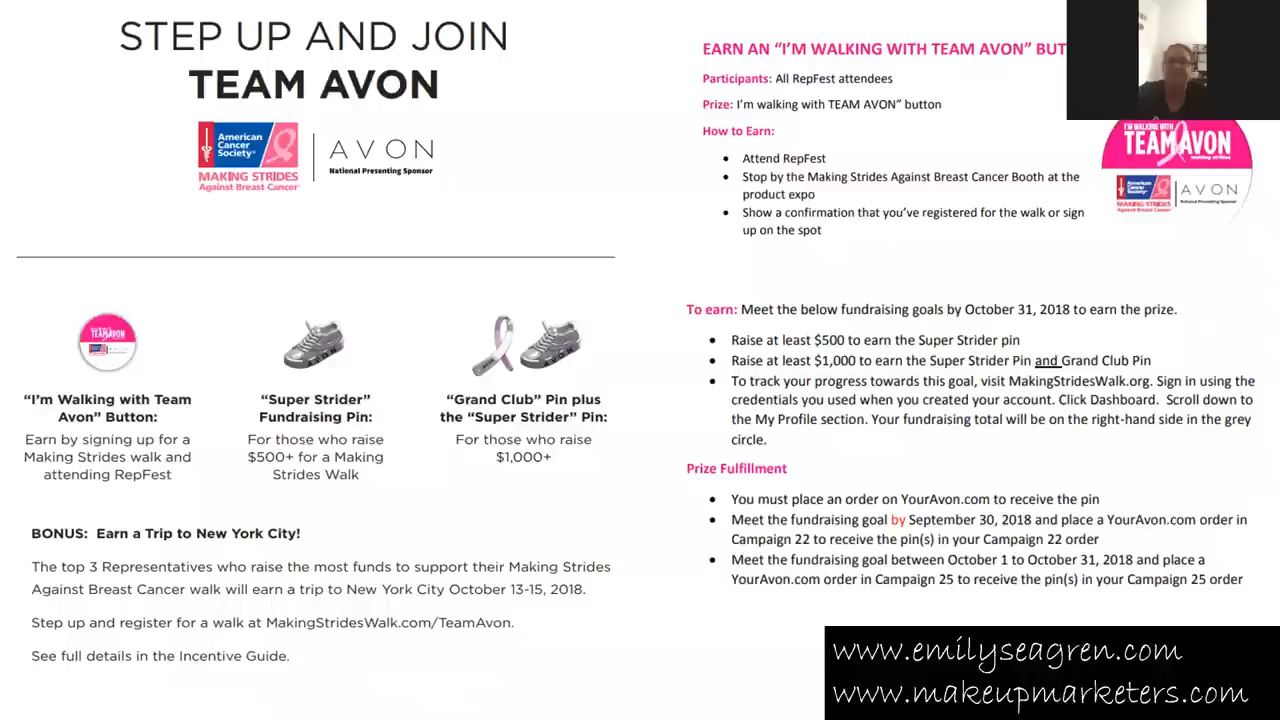 STEP UP AND JOIN
TEAM AVON
American
Cancer
Society®
MAKING STRIDES
Against Breast Cancer
AVON
National Presenting Sponsor
"I'm Walking with Team
Avon" Button:
Earn by signing up for a
Making Strides walk and
attending RepFest
"Super Strider"
Fundraising Pin:
For those who raise
$500+ for a Making
Strides Walk
"Grand Club" Pin plus
the "Super Strider" Pin:
For those who raise
$1,000+
BONUS: Earn a Trip to New York City!
The top 3 Representatives who raise the most funds to support their Making Strides
Against Breast Cancer walk will earn a trip to New York City October 13-15, 2018.
Step up and register for a walk at MakingStridesWalk.com/TeamAvon.
See full details in the Incentive Guide.
EARN AN "I'M WALKING WITH TEAM AVON" BUT
Participants: All RepFest attendees
Prize: I'm walking with TEAM AVON" button
How to Earn:
• Attend RepFest
• Stop by the Making Strides Against Breast Cancer Booth at the
product expo
• Show a confirmation that you've registered for the walk or sign
up on the spot
I'M WALKING WITH
TEAM AVON
making strides
American
Cancer
Society
MAKING STRIDES
Against Breast Cancer
AVON
National Presenting Sponsor
To earn: Meet the below fundraising goals by October 31, 2018 to earn the prize.
• Raise at least $500 to earn the Super Strider pin
• Raise at least $1,000 to earn the Super Strider Pin and Grand Club Pin
• To track your progress towards this goal, visit MakingStridesWalk.org. Sign in using the
credentials you used when you created your account. Click Dashboard. Scroll down to
the My Profile section. Your fundraising total will be on the right-hand side in the grey
circle.
Prize Fulfillment
• You must place an order on YourAvon.com to receive the pin
• Meet the fundraising goal by September 30, 2018 and place a YourAvon.com order in
Campaign 22 to receive the pin(s) in your Campaign 22 order
• Meet the fundraising goal between October 1 to October 31, 2018 and place a
YourAvon.com order in Campaign 25 to receive the pin(s) in your Campaign 25 order
www.emilyseagren.com
www.makeupmarketers.com